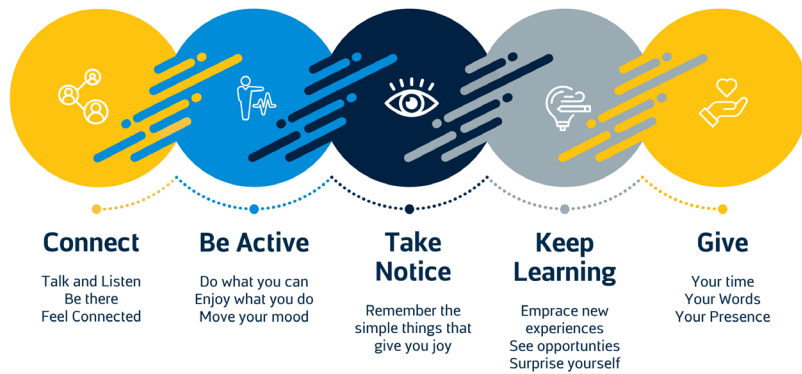 Connect
Talk and Listen
Be there
Feel Connected
Be Active
Do what you can
Enjoy what you do
Move your mood
Take
Notice
Remember the
simple things that
give you joy
Keep
Learning
Emprace new
experiences
See opportunties
Surprise yourself
Give
Your time
Your Words
Your Presence